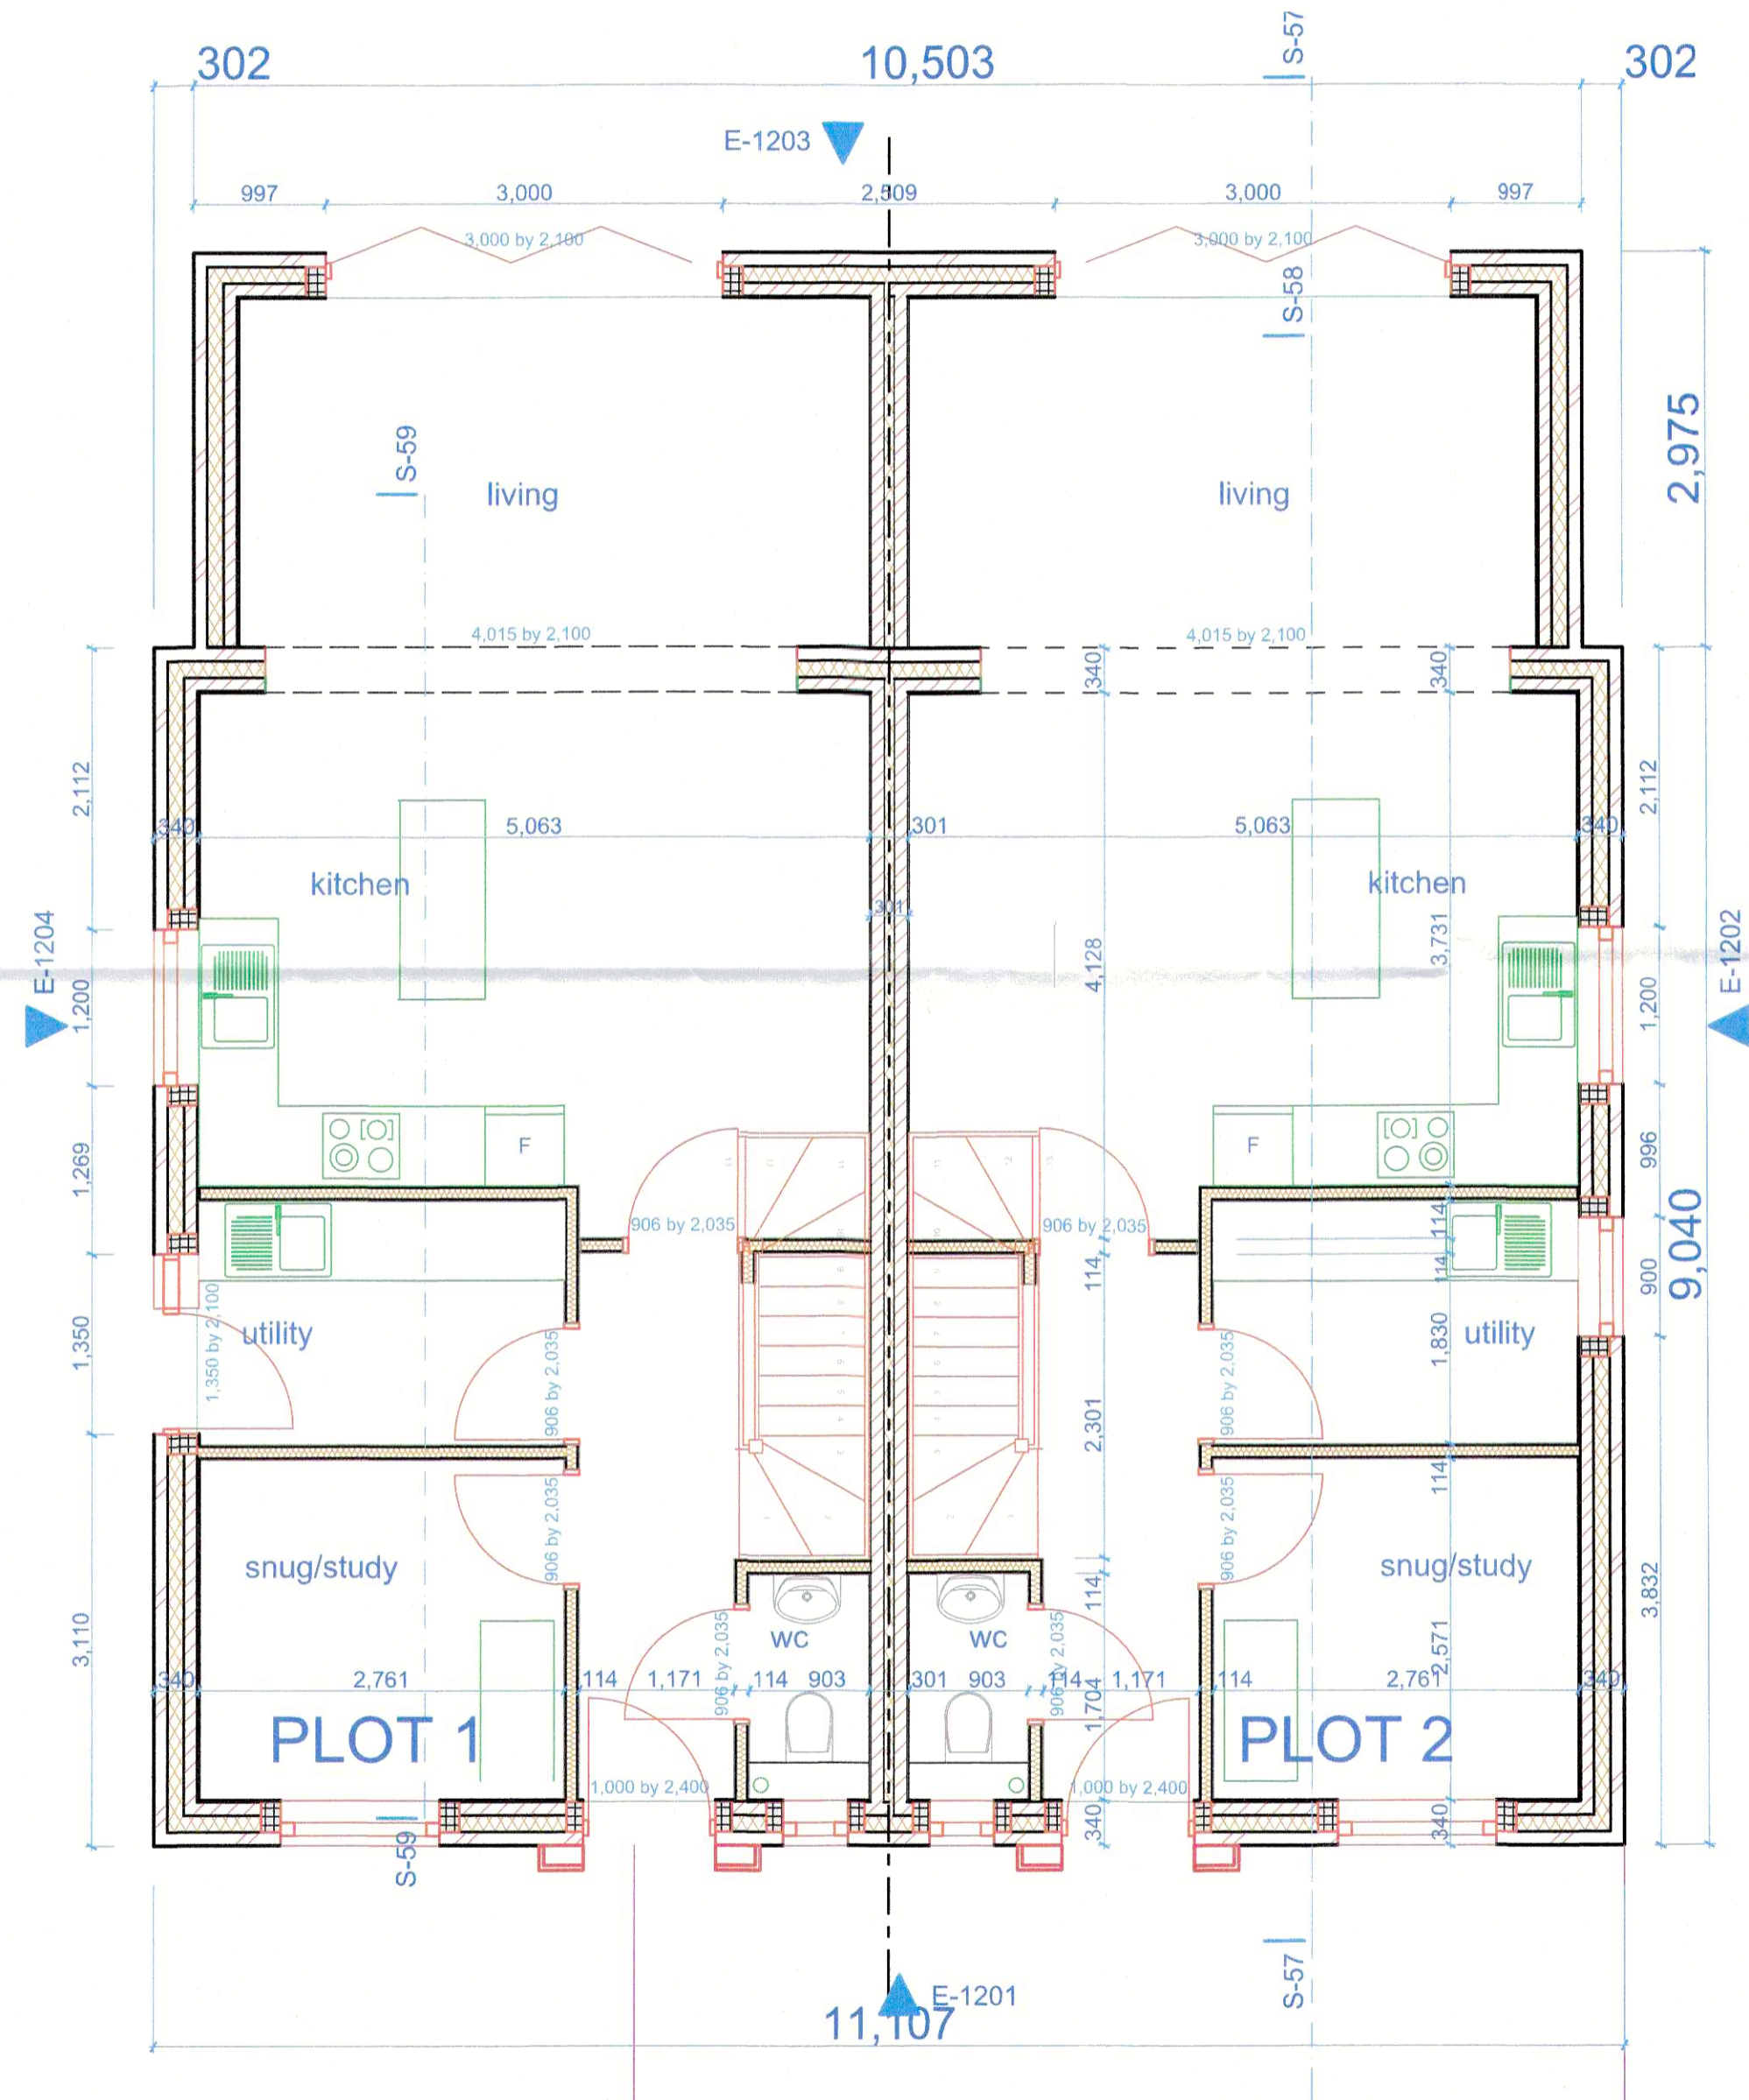 S-57
302 10,503 302
E-1203
997 3,000 2,509 3,000 997
3,000 by 2,100 3,000 by 2,100
S-58
2,975
S-59
living living
4,015 by 2,100 4,015 by 2,100
340 340
2,112 2,112
340 5,063 301 5,063 340
kitchen kitchen
301
3,731
E-1204 E-1202
4,128
1,200 1,200
F F
1,269 996
906 by 2,035 906 by 2,035
114
114 114
9,040
900
1,350 by 2,100
utility utility
1,350 1,830
906 by 2,035 906 by 2,035
2,301
114
906 by 2,035 906 by 2,035
snug/study snug/study
114
3,832
3,110
wc wc
906 by 2,035 906 by 2,035
2,571
340 2,761 114 1,171 114 903 301 903 114 1,171 114 2,761 340
1,704
PLOT 1 PLOT 2
1,000 by 2,400 1,000 by 2,400
340 340
S-59
S-57
E-1201
11,107